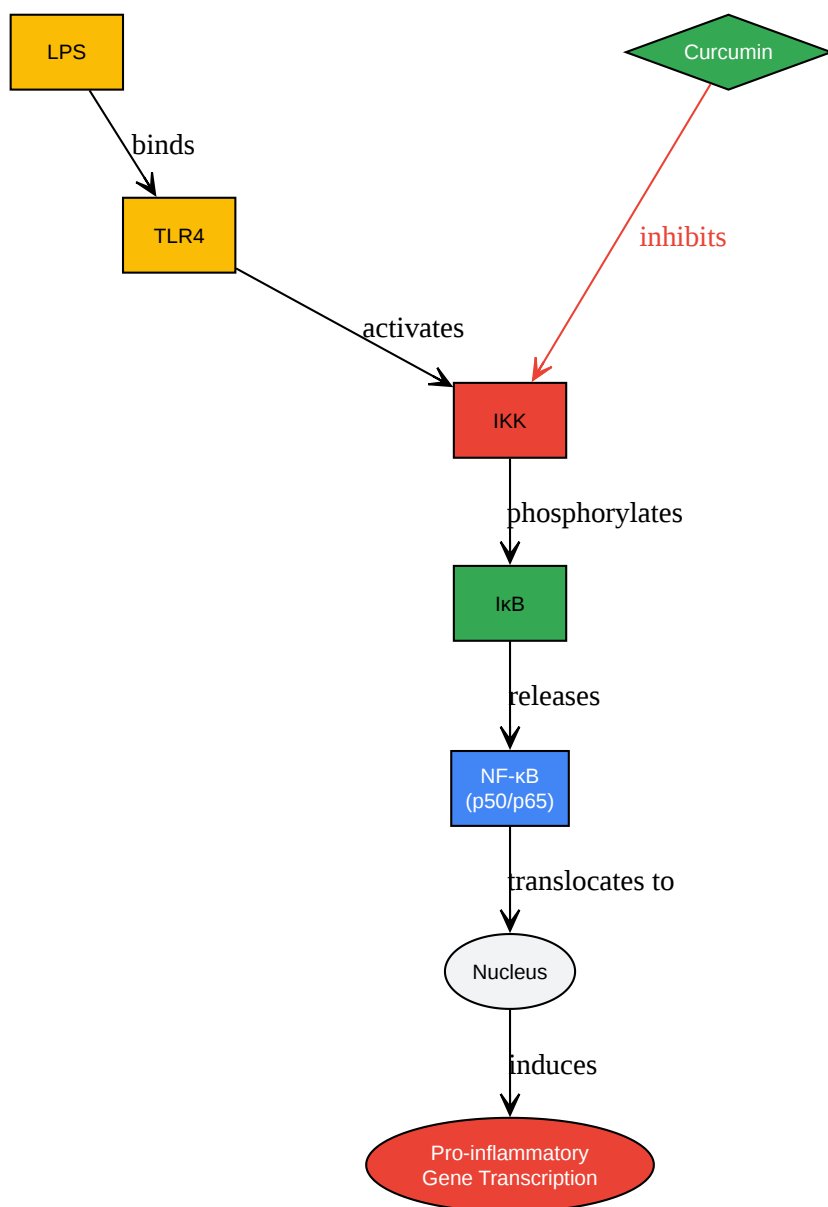 LPS
Curcumin
binds
TLR4
inhibits
activates
IKK
phosphorylates
IκB
releases
NF-κB
(p50/p65)
translocates to
Nucleus
induces
Pro-inflammatory
Gene Transcription